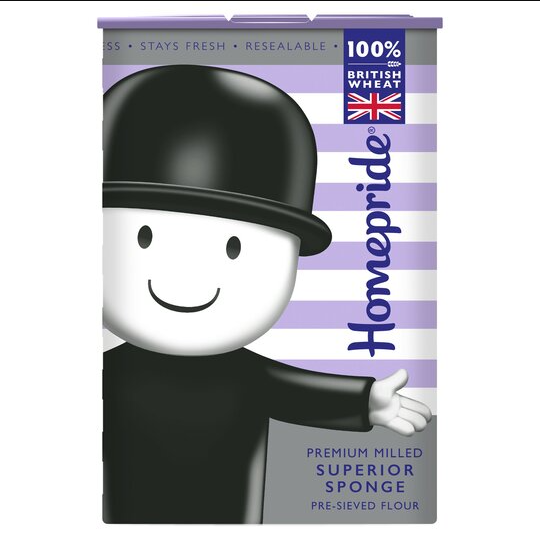 • STAYS FRESH • RESEALABLE •
100%
BRITISH
WHEAT
Homepride®
PREMIUM MILLED
SUPERIOR
SPONGE
PRE-SIEVED FLOUR